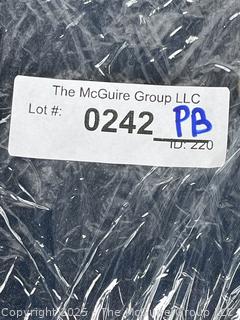 The McGuire Group LLC
Lot #:
0242_PB
ID: 220
Copyright 2025 - The McGuire Group LLC